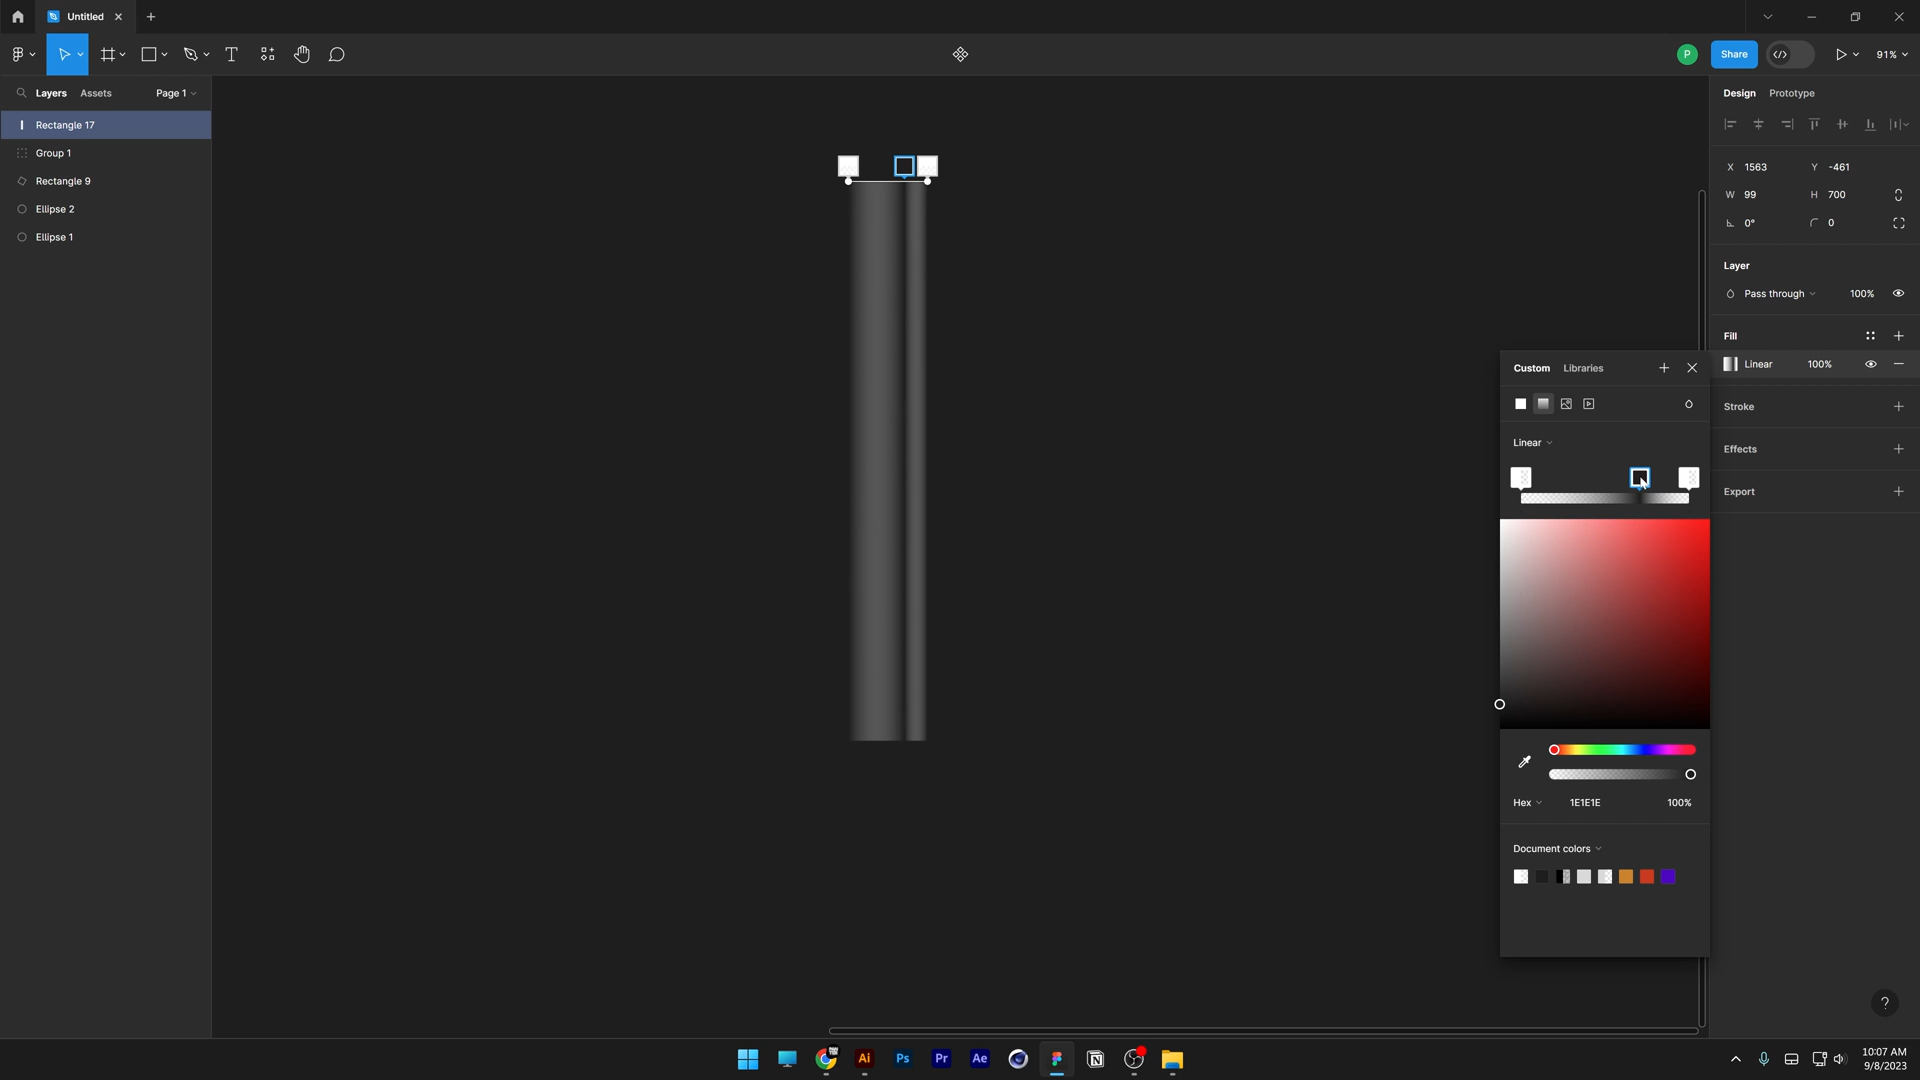 Untitled
P
Share
91%
Layers
Assets
Page 1
Design
Prototype
Rectangle 17
Group 1
Rectangle 9
Ellipse 2
Ellipse 1
X 1563
Y -461
W 99
H 700
0°
0
Layer
Pass through
100%
Fill
Linear
100%
Stroke
Effects
Export
Custom
Libraries
Linear
Hex
1E1E1E
100%
Document colors
?
Ai
Ps
Pr
Ae
10:07 AM
9/8/2023